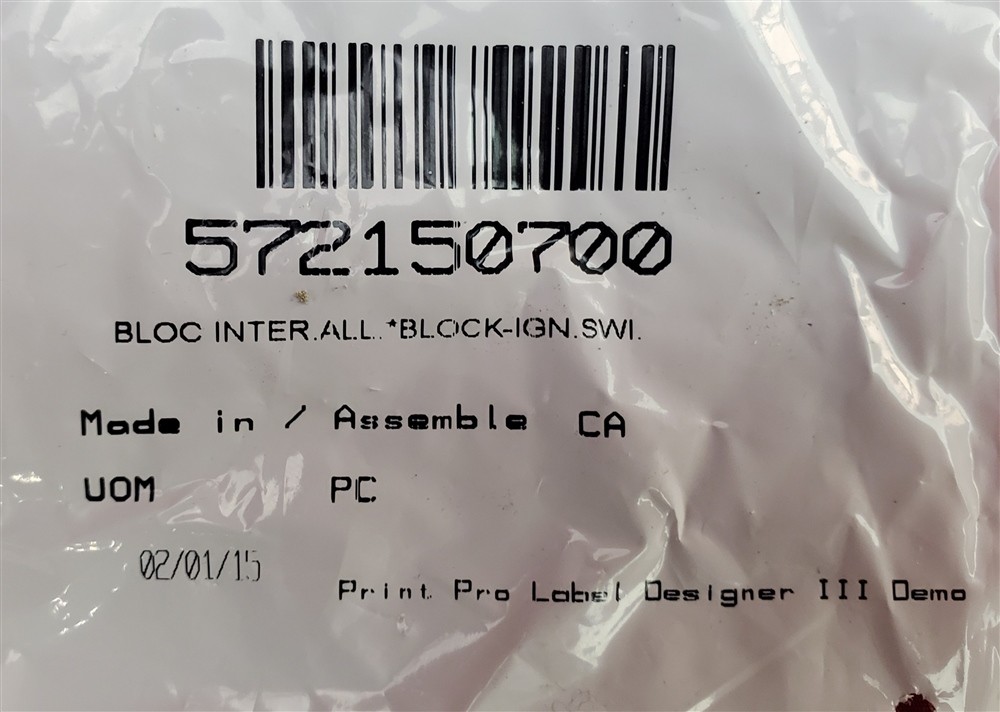 572150700
BLOC INTER.ALL..*BLOCK-IGN.SWI.
Made in / Assemble CA
UOM PC
02/01/15
Print Pro Label Designer III Demo